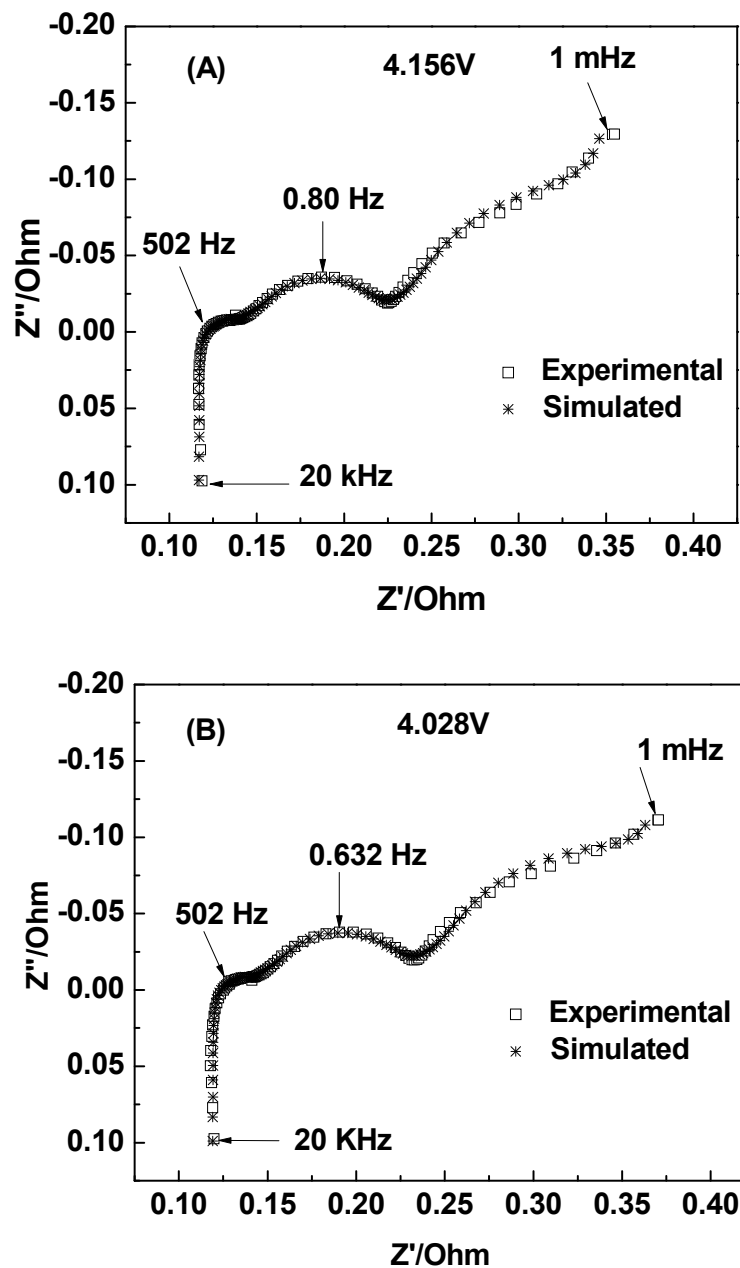 -0.20
(A)
4.156V
1 mHz
-0.15
-0.10
0.80 Hz
502 Hz
-0.05
0.00
Z''/Ohm
Experimental
Simulated
0.05
0.10
20 kHz
0.10 0.15 0.20 0.25 0.30 0.35 0.40
Z'/Ohm
-0.20
(B)
4.028V
1 mHz
-0.15
-0.10
0.632 Hz
502 Hz
-0.05
0.00
Z''/Ohm
Experimental
Simulated
0.05
0.10
20 KHz
0.10 0.15 0.20 0.25 0.30 0.35 0.40
Z'/Ohm